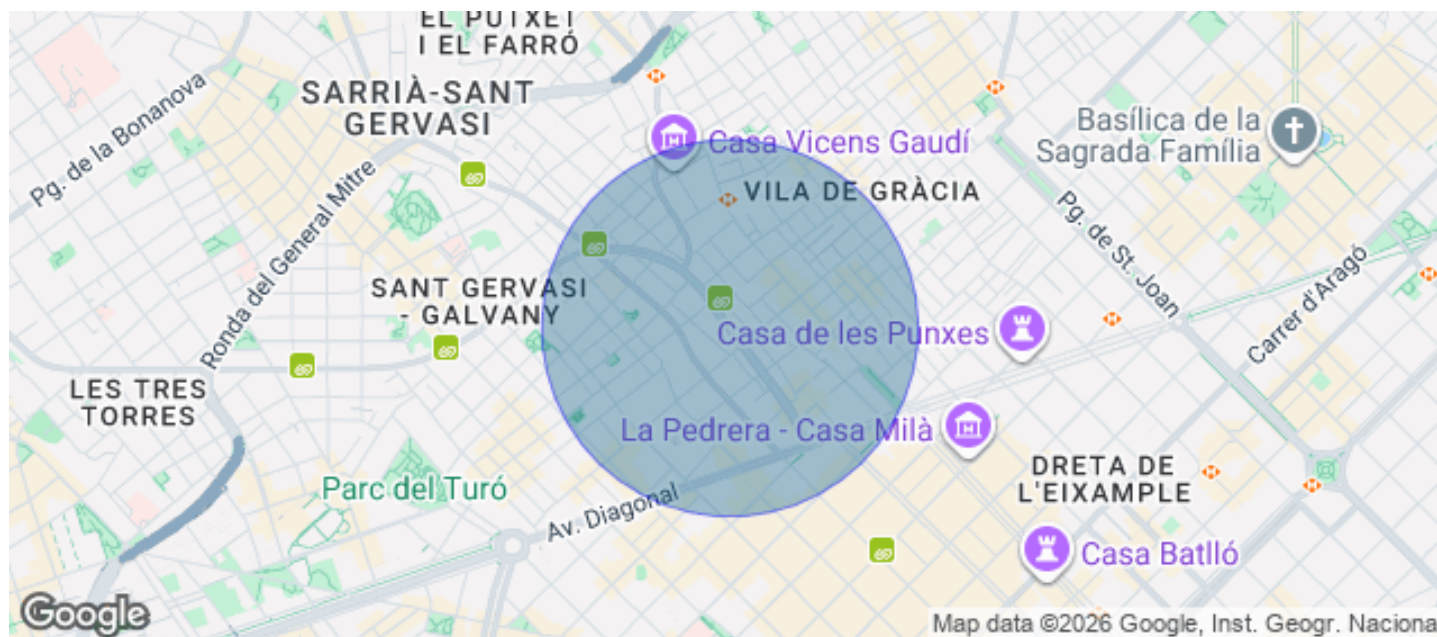 EL PUTXET
I EL FARRÓ
SARRIÀ-SANT
GERVASI
Pg. de la Bonanova
Casa Vicens Gaudí
Basílica de la
Sagrada Família
VILA DE GRÀCIA
Ronda del General Mitre
Pg. de St. Joan
Carrer d'Aragó
SANT GERVASI
- GALVANY
Casa de les Punxes
LES TRES
TORRES
La Pedrera - Casa Milà
DRETA DE
L'EIXAMPLE
Parc del Turó
Av. Diagonal
Casa Batlló
Google
Map data ©2026 Google, Inst. Geogr. Naciona